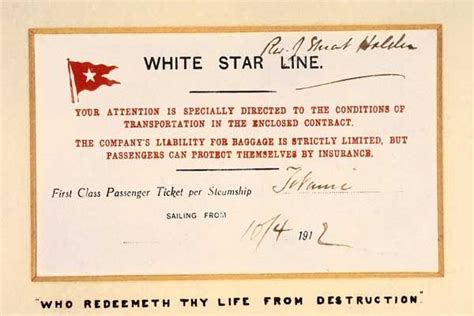 Rev. J Stuart Holden
WHITE STAR LINE.
YOUR ATTENTION IS SPECIALLY DIRECTED TO THE CONDITIONS OF
TRANSPORTATION IN THE ENCLOSED CONTRACT.
THE COMPANY'S LIABILITY FOR BAGGAGE IS STRICTLY LIMITED, BUT
PASSENGERS CAN PROTECT THEMSELVES BY INSURANCE.
First Class Passenger Ticket per Steamship Titanic
SAILING FROM
10/4 1912
"WHO REDEEMETH THY LIFE FROM DESTRUCTION."